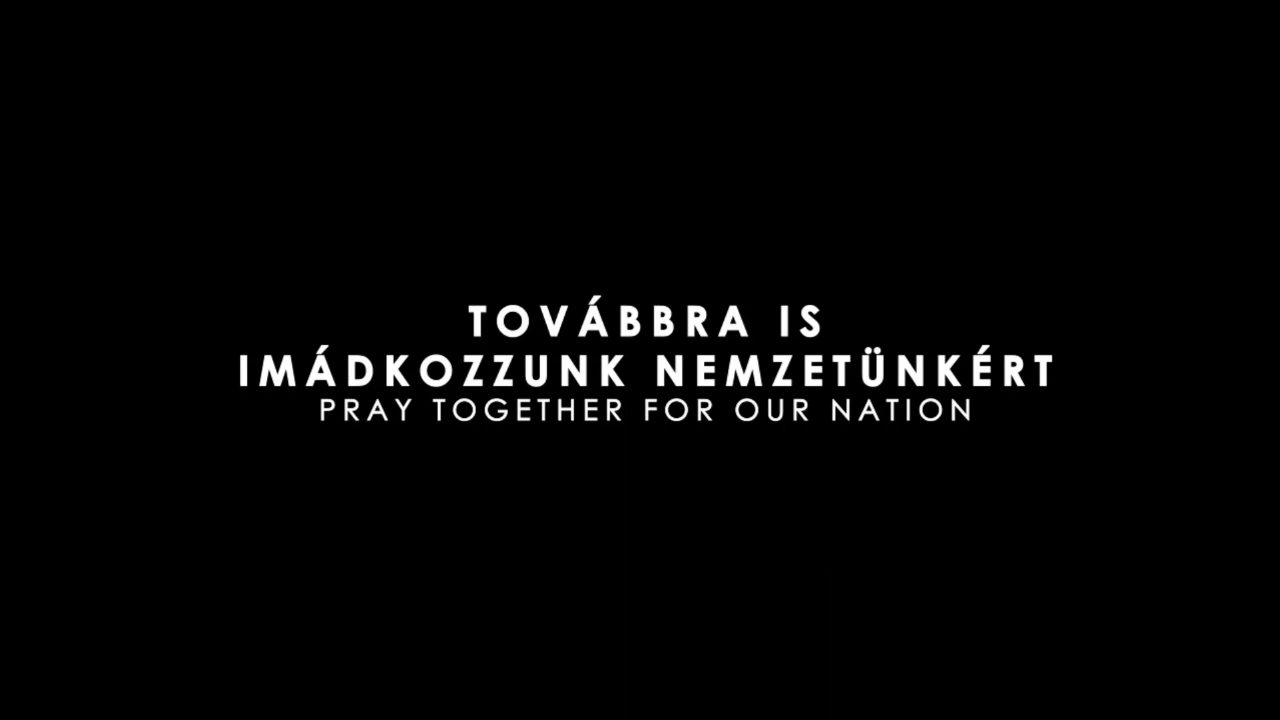 TOVÁBBRA IS
IMÁDKOZZUNK NEMZETÜNKÉRT
PRAY TOGETHER FOR OUR NATION